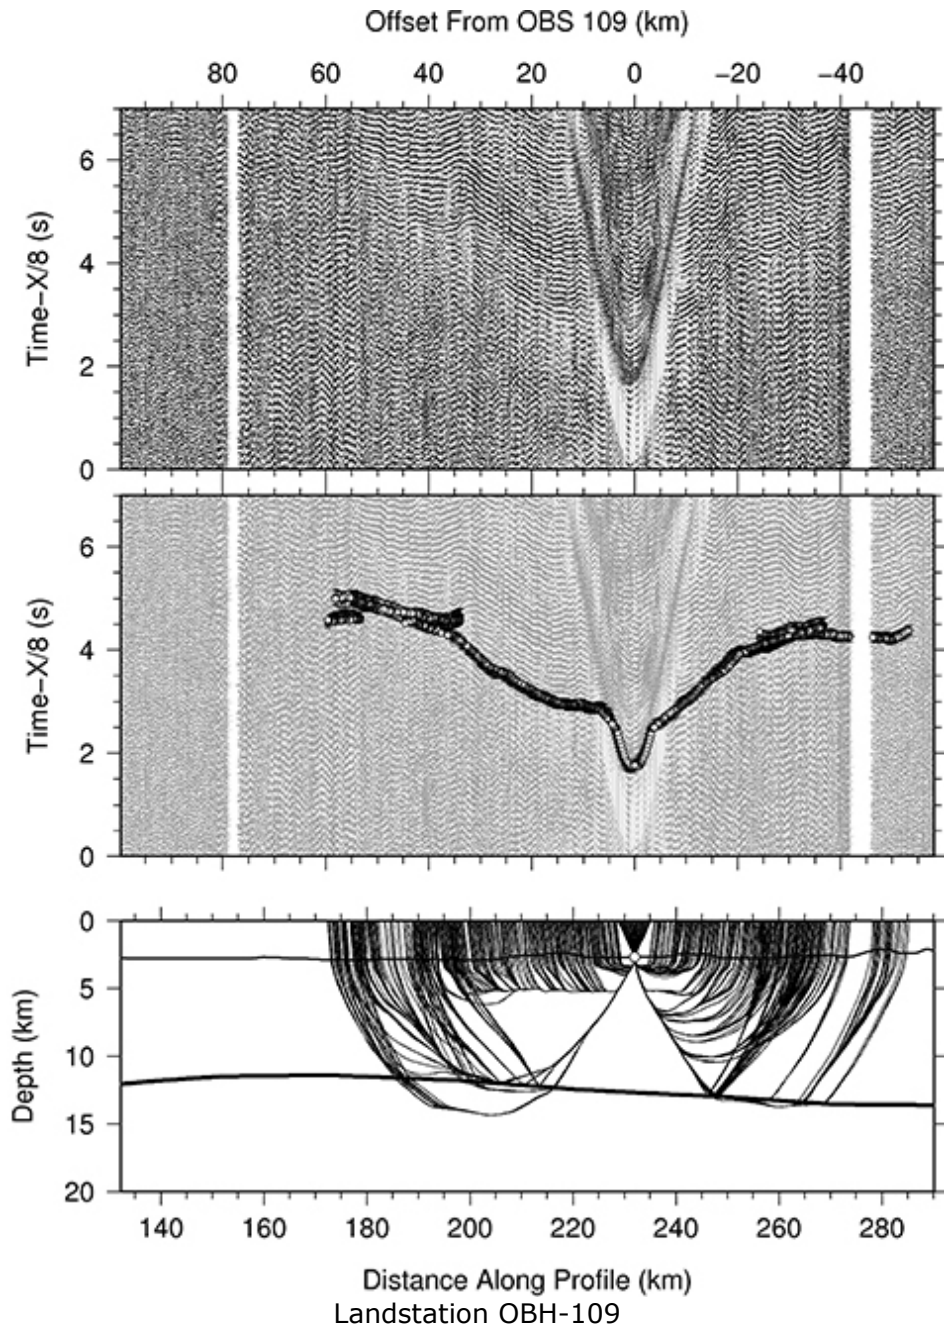 Offset From OBS 109 (km)
80 60 40 20 0 −20 −40
6
4
2
0
Time−X/8 (s)
6
4
2
0
Time−X/8 (s)
0
5
10
15
20
Depth (km)
140 160 180 200 220 240 260 280
Distance Along Profile (km)
Landstation OBH-109